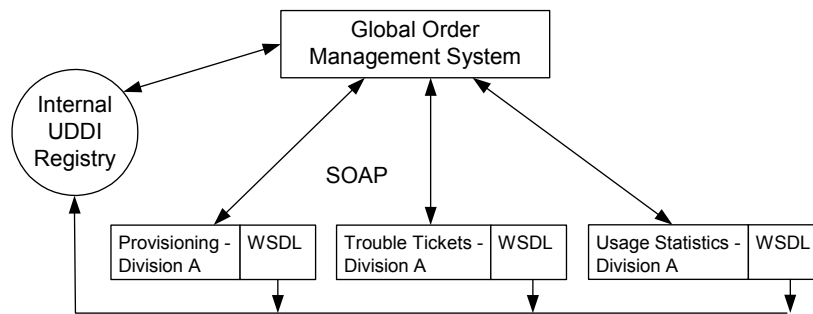 Global Order
Management System
Internal
UDDI
Registry
SOAP
Provisioning -
Division A
WSDL
Trouble Tickets -
Division A
WSDL
Usage Statistics -
Division A
WSDL